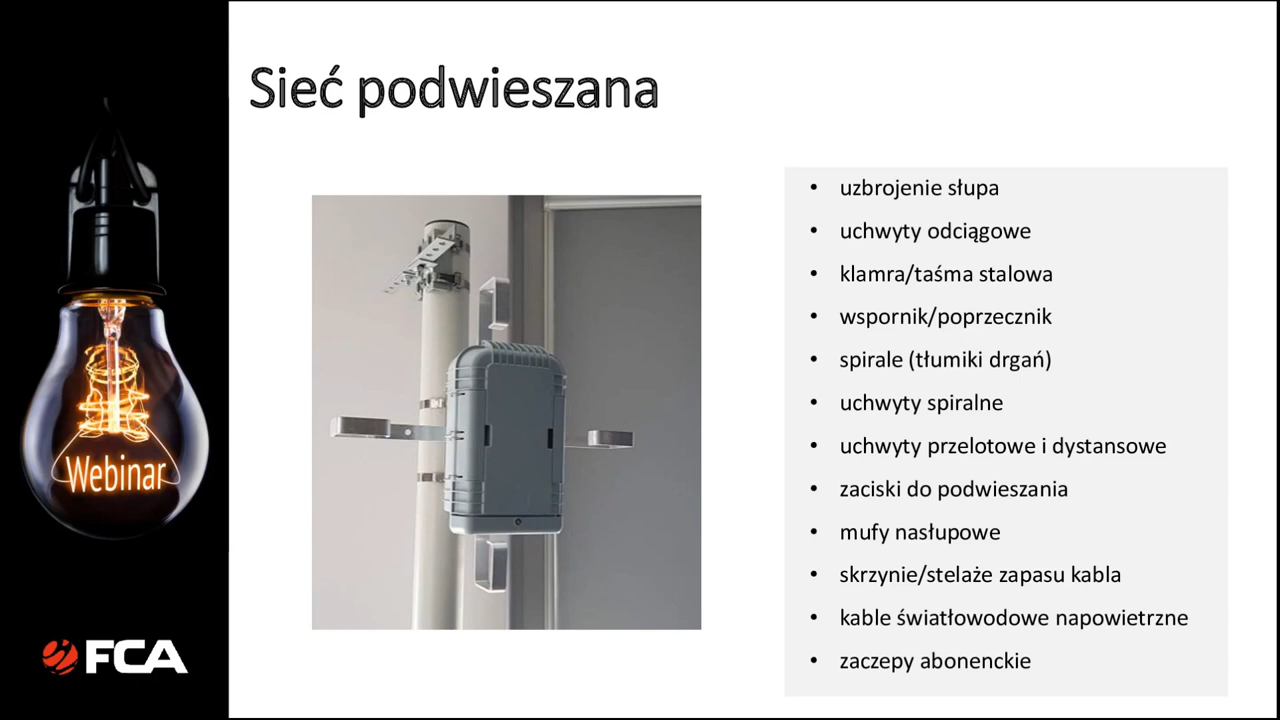 Sieć podwieszana
• uzbrojenie słupa
• uchwyty odciągowe
• klamra/taśma stalowa
• wspornik/poprzecznik
• spirale (tłumiki drgań)
• uchwyty spiralne
• uchwyty przelotowe i dystansowe
• zaciski do podwieszania
• mufy nasłupowe
• skrzynie/stelaże zapasu kabla
• kable światłowodowe napowietrzne
• zaczepy abonenckie
Webinar
FCA